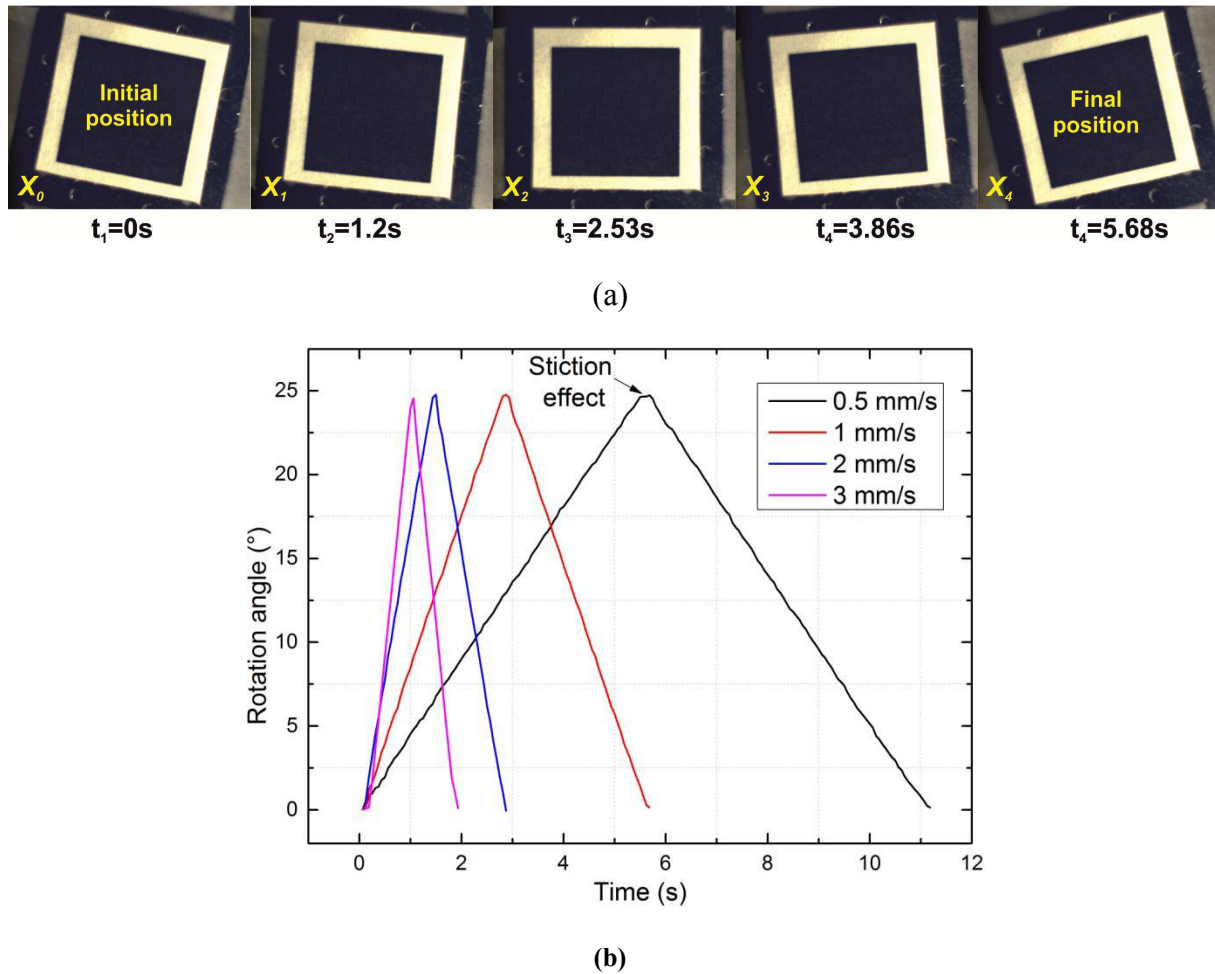 Initial
position
Final
position
X₀
X₁
X₂
X₃
X₄
t₁=0s
t₂=1.2s
t₃=2.53s
t₄=3.86s
t₄=5.68s
(a)
Stiction
effect
0.5 mm/s
1 mm/s
2 mm/s
3 mm/s
25
20
15
10
5
0
Rotation angle (°)
0 2 4 6 8 10 12
Time (s)
(b)